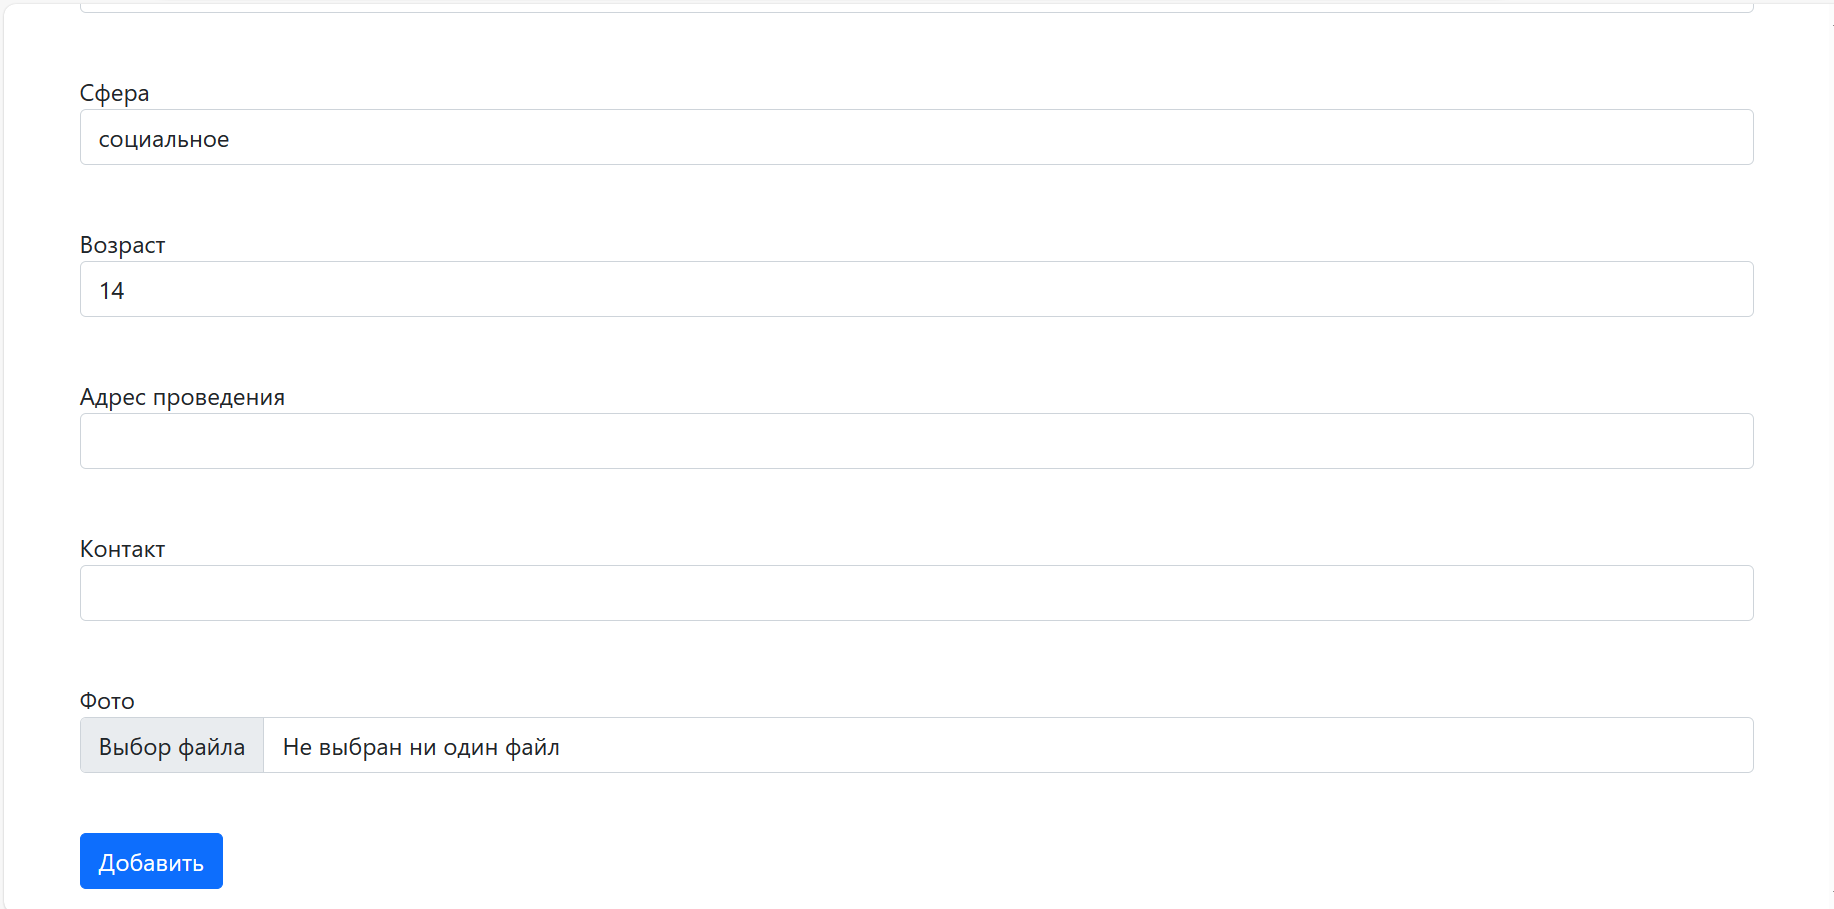 Сфера
социальное
Возраст
14
Адрес проведения
Контакт
Фото
Выбор файла Не выбран ни один файл
Добавить